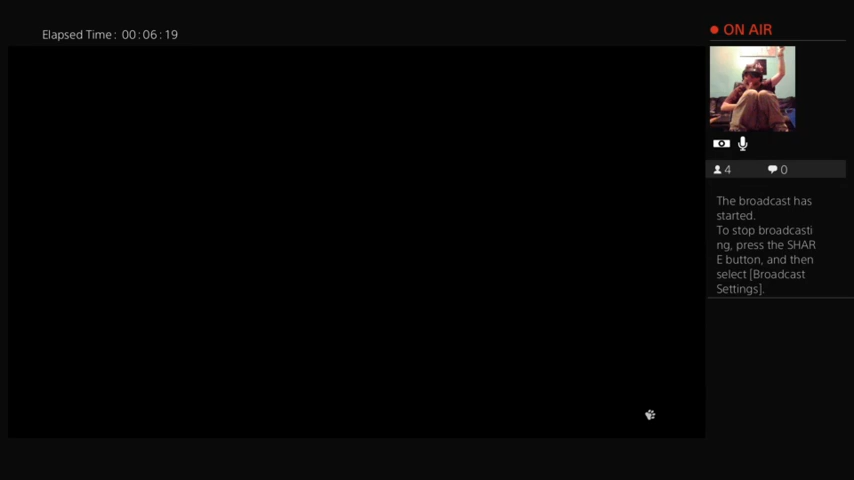 Elapsed Time: 00:06:19
ON AIR
4 0
The broadcast has
started.
To stop broadcasti
ng, press the SHAR
E button, and then
select [Broadcast
Settings].